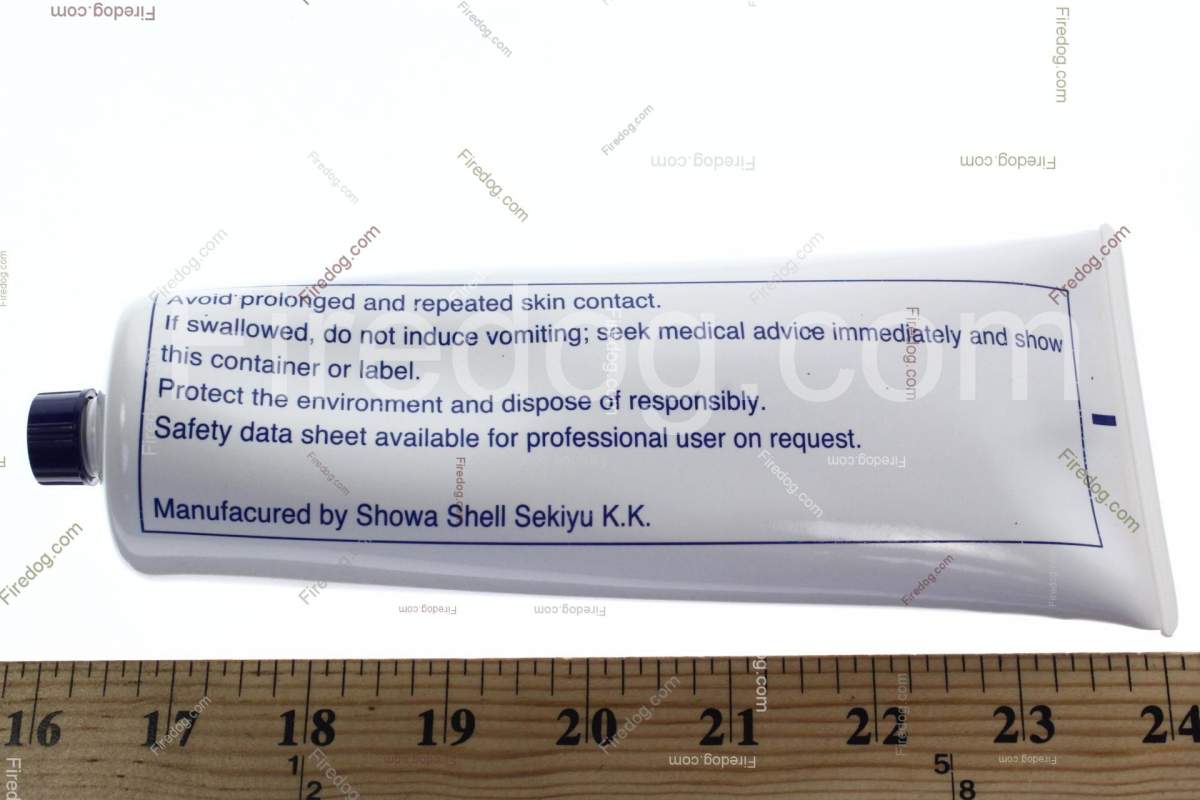 Avoid prolonged and repeated skin contact.
If swallowed, do not induce vomiting; seek medical advice immediately and show
this container or label.
Protect the environment and dispose of responsibly.
Safety data sheet available for professional user on request.
Manufacured by Showa Shell Sekiyu K.K.
Firedog.com
16 17 18 19 20 21 22 23 24
1 5
2 8